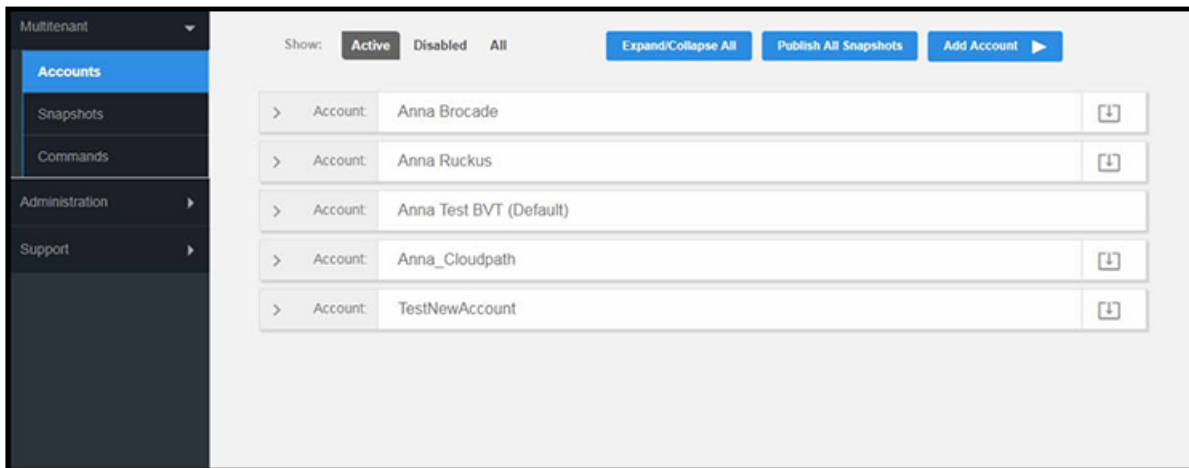 Multitenant
Accounts
Snapshots
Commands
Administration
Support
Show: Active Disabled All Expand/Collapse All Publish All Snapshots Add Account
Account: Anna Brocade
Account: Anna Ruckus
Account: Anna Test BVT (Default)
Account: Anna_Cloudpath
Account: TestNewAccount